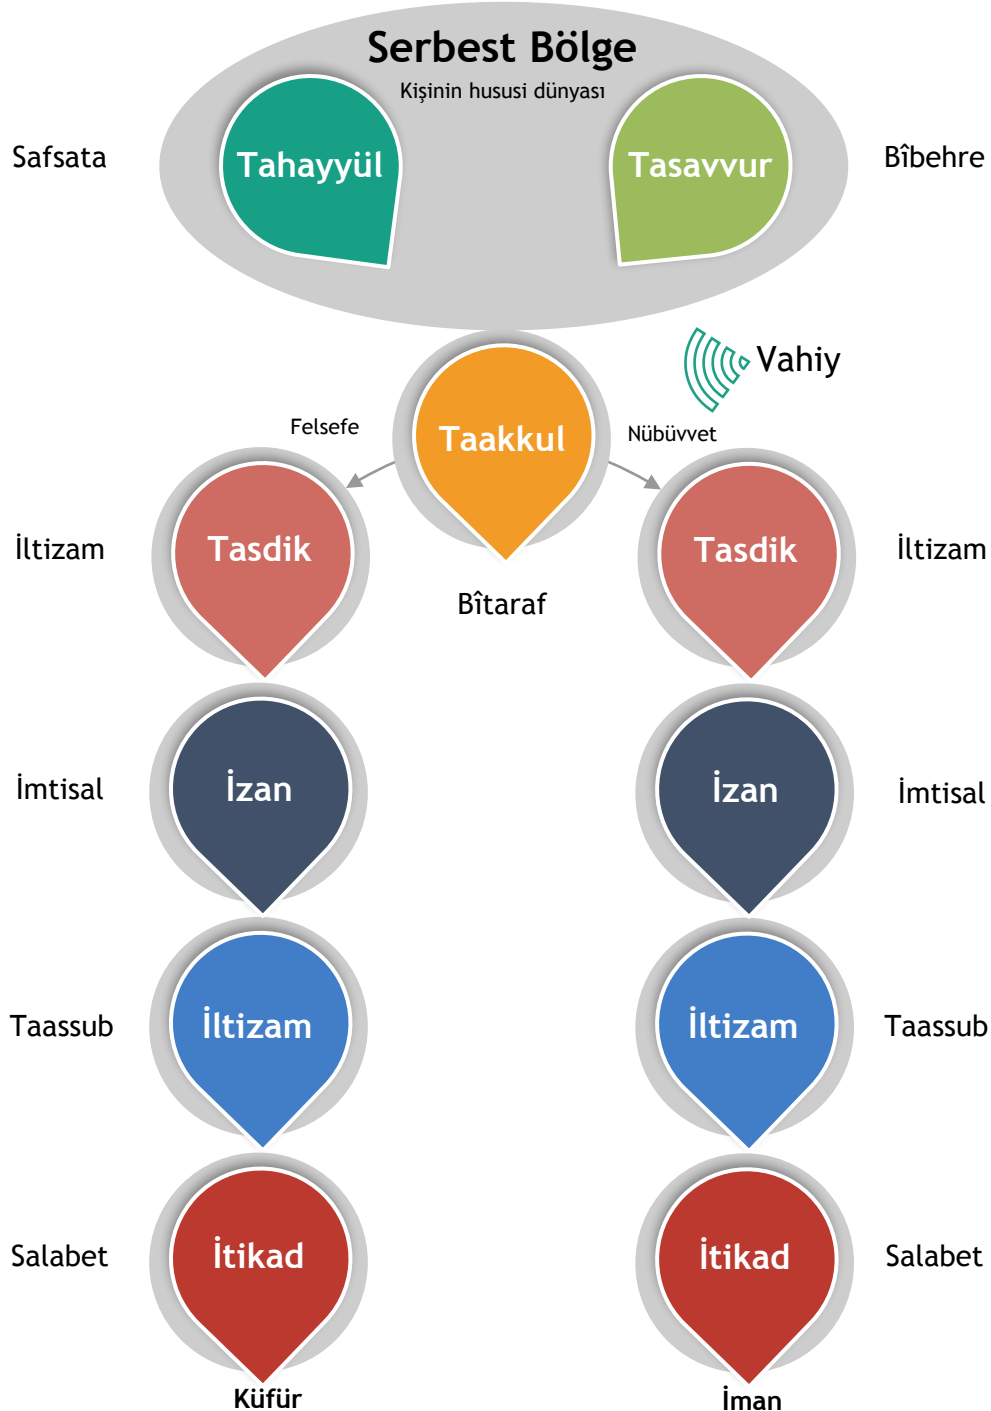 Serbest Bölge
Kişinin hususi dünyası
Safsata
Tahayyül
Tasavvur
Bîbehre
Vahiy
Felsefe
Taakkul
Nübüvvet
İltizam
Tasdik
Tasdik
İltizam
Bîtaraf
İmtisal
İzan
İzan
İmtisal
Taassub
İltizam
İltizam
Taassub
Salabet
İtikad
İtikad
Salabet
Küfür
İman